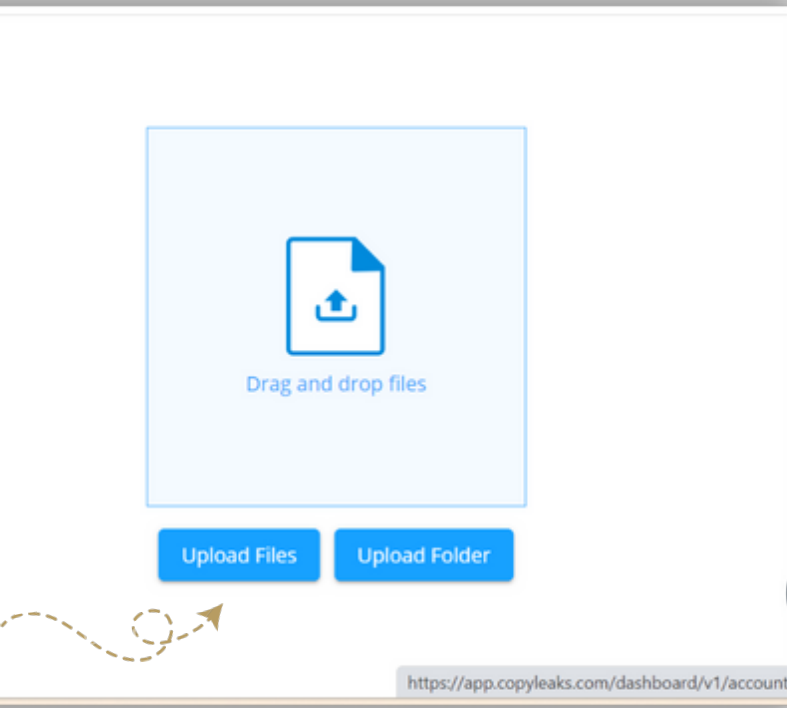 Drag and drop files
Upload Files
Upload Folder
https://app.copyleaks.com/dashboard/v1/account